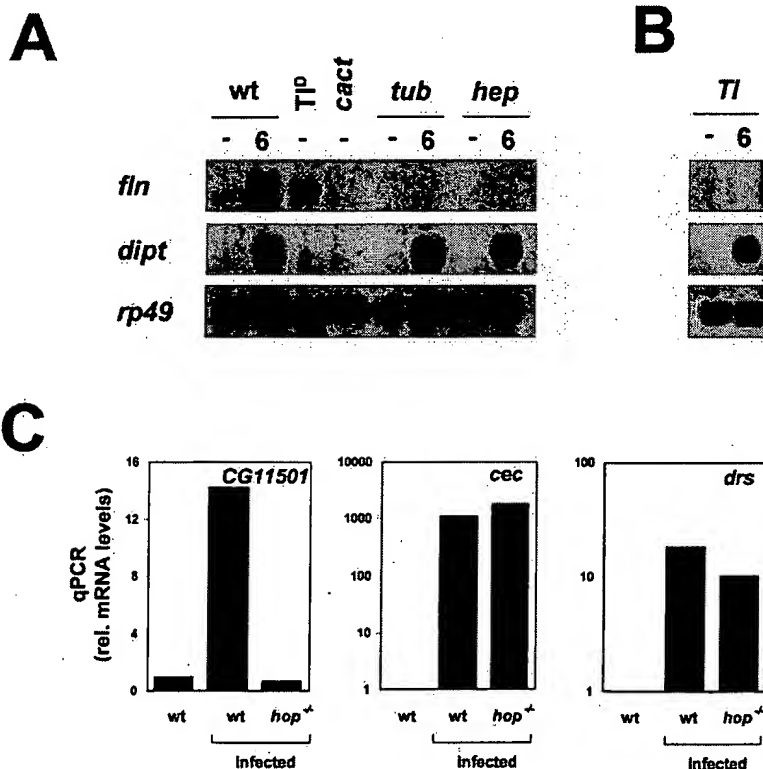 A
B
wt Tlᴰ cact tub hep
Tl
- 6 - - - 6 - 6
- 6
fln
dipt
rp49
C
qPCR
(rel. mRNA levels)
CG11501
16
12
8
4
0
wt wt hop-/-
Infected
cec
10000
1000
100
10
1
wt wt hop-/-
Infected
drs
100
10
1
wt wt hop-/-
Infected